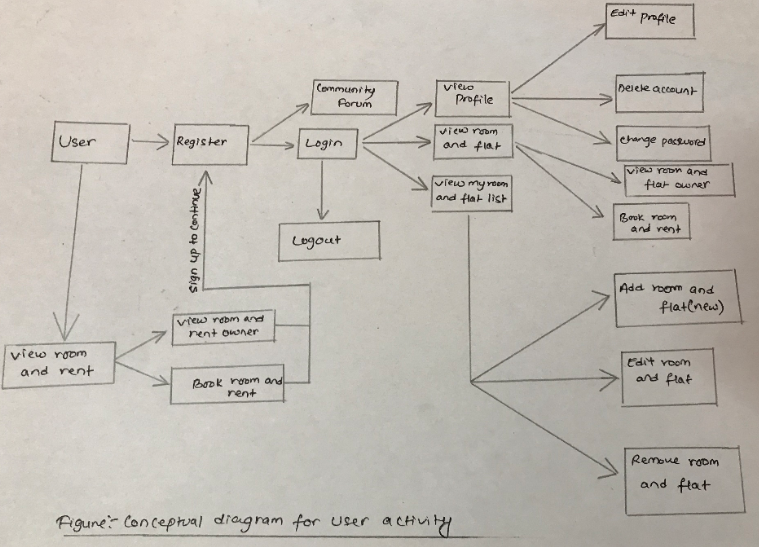 Edit Profile
Community
Forum
View
Profile
Delete account
User
Register
Login
view room
and flat
change password
view room and
flat owner
view my room
and flat list
Book room
and rent
Sign up to continue
Logout
Add room and
flat(new)
view room and
rent owner
view room
and rent
Book room and
rent
Edit room
and flat
Remove room
and flat
Figure:- Conceptual diagram for user activity